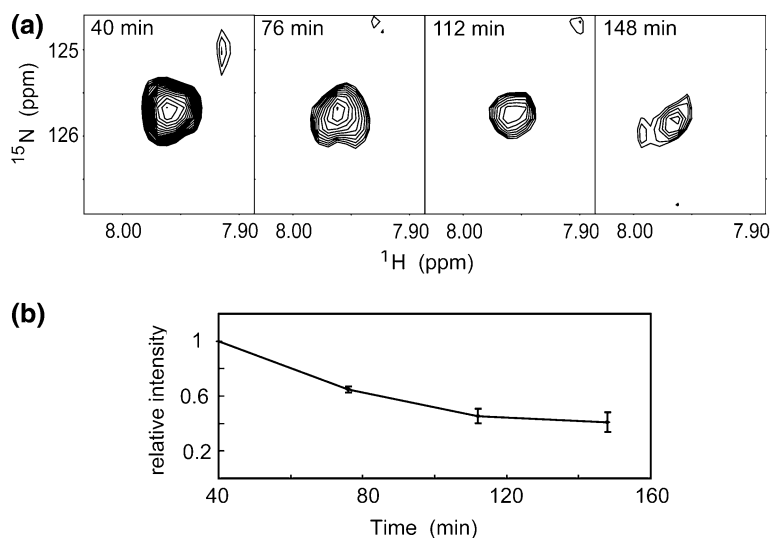 (a)
40 min 76 min 112 min 148 min
125
126
15N (ppm)
8.00 7.90 8.00 7.90 8.00 7.90 8.00 7.90
1H (ppm)
(b)
relative intensity
1
0.6
0.2
40 80 120 160
Time (min)